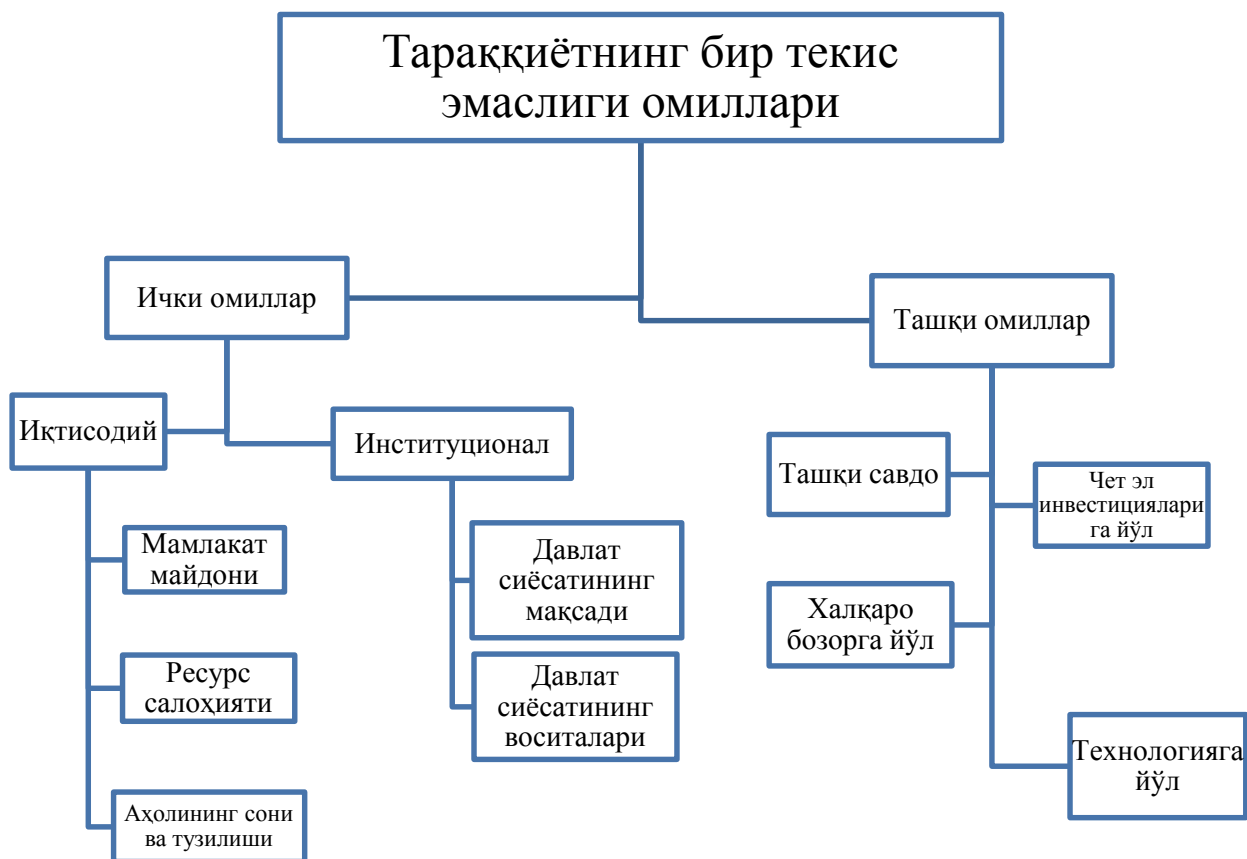 Тараққиётнинг бир текис
эмаслиги омиллари
Ички омиллар
Ташқи омиллар
Иқтисодий
Институционал
Мамлакат
майдони
Ресурс
салоҳияти
Аҳолининг сони
ва тузилиши
Давлат
сиёсатининг
мақсади
Давлат
сиёсатининг
воситалари
Ташқи савдо
Чет эл
инвестициялари
га йўл
Халқаро
бозорга йўл
Технологияга
йўл